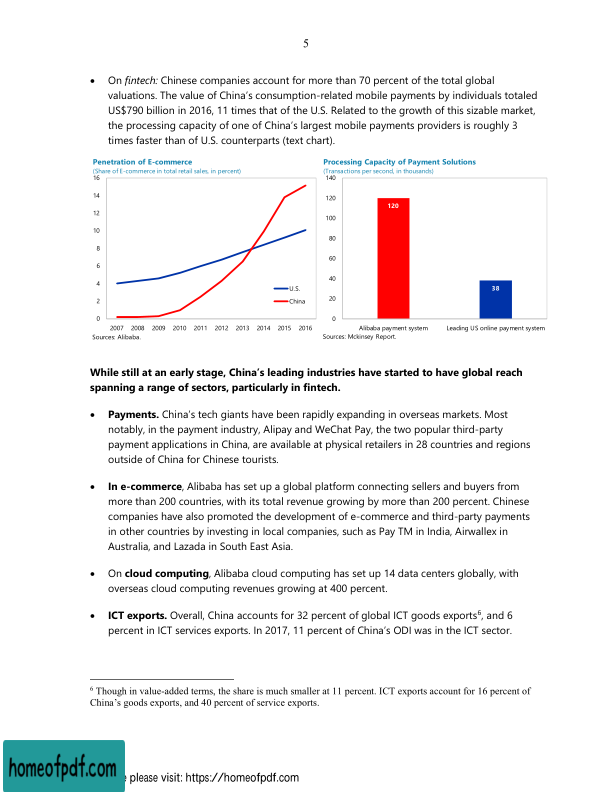 5
• On fintech: Chinese companies account for more than 70 percent of the total global
valuations. The value of China’s consumption-related mobile payments by individuals totaled
US$790 billion in 2016, 11 times that of the U.S. Related to the growth of this sizable market,
the processing capacity of one of China’s largest mobile payments providers is roughly 3
times faster than of U.S. counterparts (text chart).
Penetration of E-commerce
(Share of E-commerce in total retail sales, in percent)
16
14
12
10
8
6
4
2
0
U.S.
China
2007 2008 2009 2010 2011 2012 2013 2014 2015 2016
Sources: Alibaba.
Processing Capacity of Payment Solutions
(Transactions per second, in thousands)
140
120
100
80
60
40
20
0
120
38
Alibaba payment system Leading US online payment system
Sources: Mckinsey Report.
While still at an early stage, China’s leading industries have started to have global reach
spanning a range of sectors, particularly in fintech.
• Payments. China’s tech giants have been rapidly expanding in overseas markets. Most
notably, in the payment industry, Alipay and WeChat Pay, the two popular third-party
payment applications in China, are available at physical retailers in 28 countries and regions
outside of China for Chinese tourists.
• In e-commerce, Alibaba has set up a global platform connecting sellers and buyers from
more than 200 countries, with its total revenue growing by more than 200 percent. Chinese
companies have also promoted the development of e-commerce and third-party payments
in other countries by investing in local companies, such as Pay TM in India, Airwallex in
Australia, and Lazada in South East Asia.
• On cloud computing, Alibaba cloud computing has set up 14 data centers globally, with
overseas cloud computing revenues growing at 400 percent.
• ICT exports. Overall, China accounts for 32 percent of global ICT goods exports⁶, and 6
percent in ICT services exports. In 2017, 11 percent of China’s ODI was in the ICT sector.
⁶ Though in value-added terms, the share is much smaller at 11 percent. ICT exports account for 16 percent of
China’s goods exports, and 40 percent of service exports.
homeofpdf.com
please visit: https://homeofpdf.com